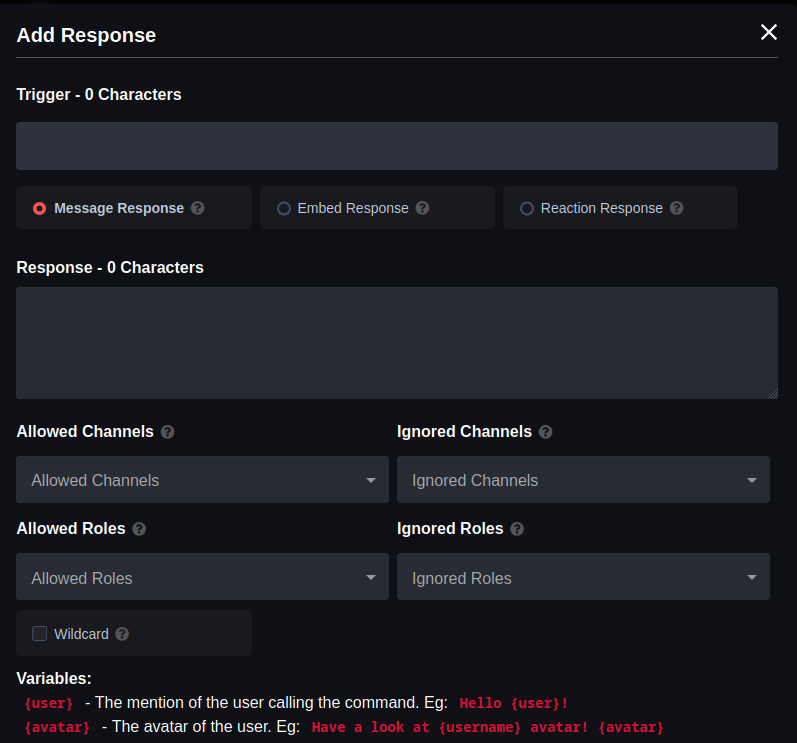 Add Response
Trigger - 0 Characters
Message Response ? Embed Response ? Reaction Response ?
Response - 0 Characters
Allowed Channels ? Ignored Channels ?
Allowed Channels Ignored Channels
Allowed Roles ? Ignored Roles ?
Allowed Roles Ignored Roles
Wildcard ?
Variables:
{user} - The mention of the user calling the command. Eg: Hello {user}!
{avatar} - The avatar of the user. Eg: Have a look at {username} avatar! {avatar}